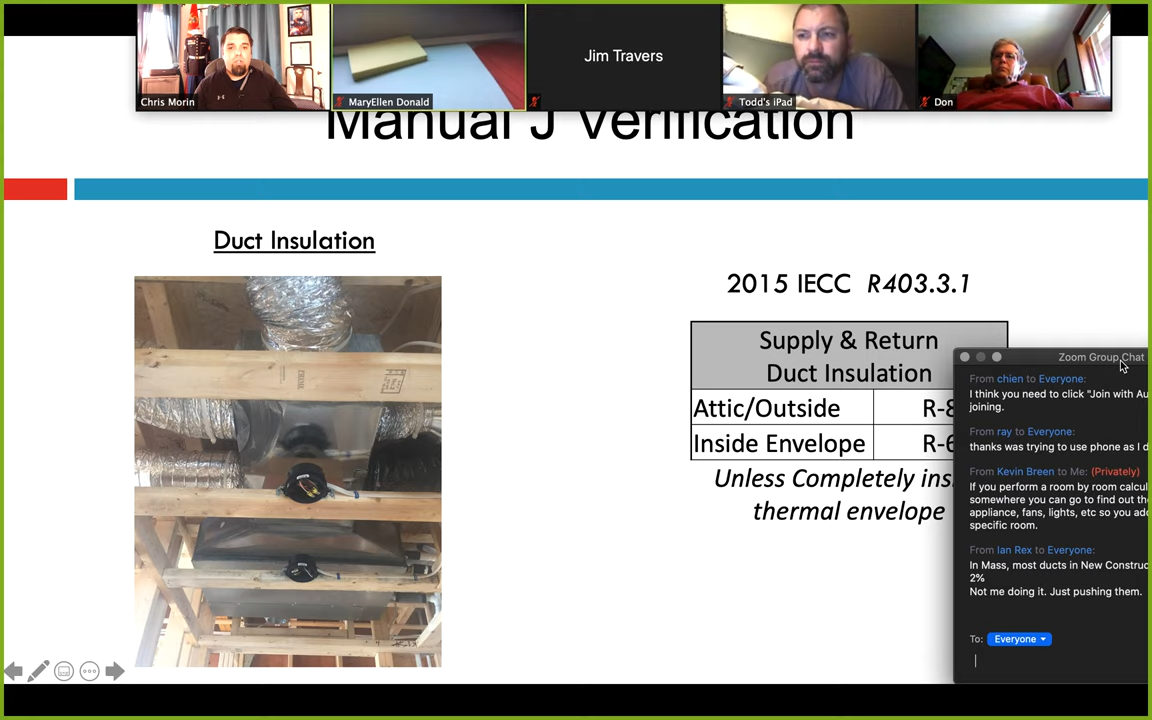 Jim Travers
Chris Morin
MaryEllen Donald
Todd's iPad
Don
Manual J Verification
Duct Insulation
2015 IECC R403.3.1
Supply & Return
Duct Insulation
Attic/Outside R-8
Inside Envelope R-6
Unless Completely ins
thermal envelope
Zoom Group Chat
From chien to Everyone:
I think you need to click "Join with Au
joining.
From ray to Everyone:
thanks was trying to use phone as I d
From Kevin Breen to Me: (Privately)
If you perform a room by room calcul
somewhere you can go to find out the
appliance, fans, lights, etc so you add
specific room.
From Ian Rex to Everyone:
In Mass, most ducts in New Construc
2%
Not me doing it. Just pushing them.
To: Everyone